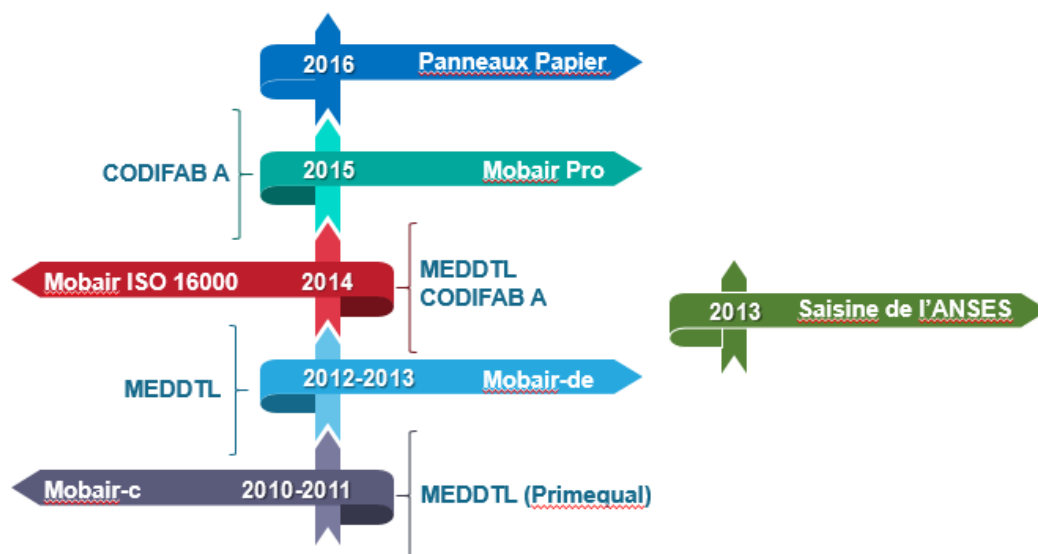 2016 Panneaux Papier
CODIFAB A
2015 Mobair Pro
Mobair ISO 16000 2014
MEDDTL
CODIFAB A
2013 Saisine de l'ANSES
MEDDTL
2012-2013 Mobair-de
Mobair-c 2010-2011
MEDDTL (Primequal)